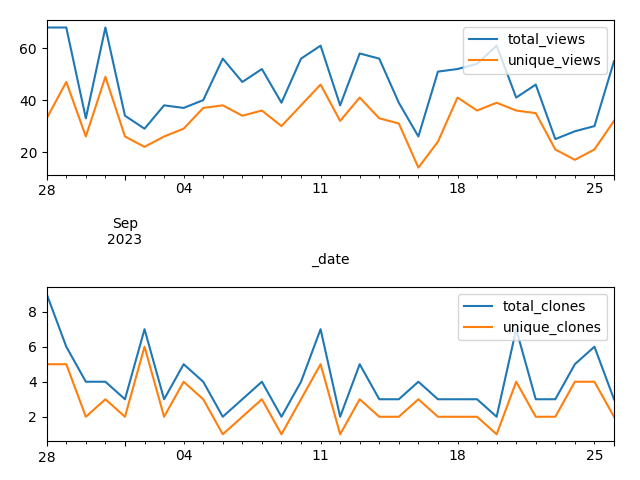 total_views
unique_views
60
40
20
28 04 11 18 25
Sep
2023
_date
total_clones
unique_clones
8
6
4
2
28 04 11 18 25